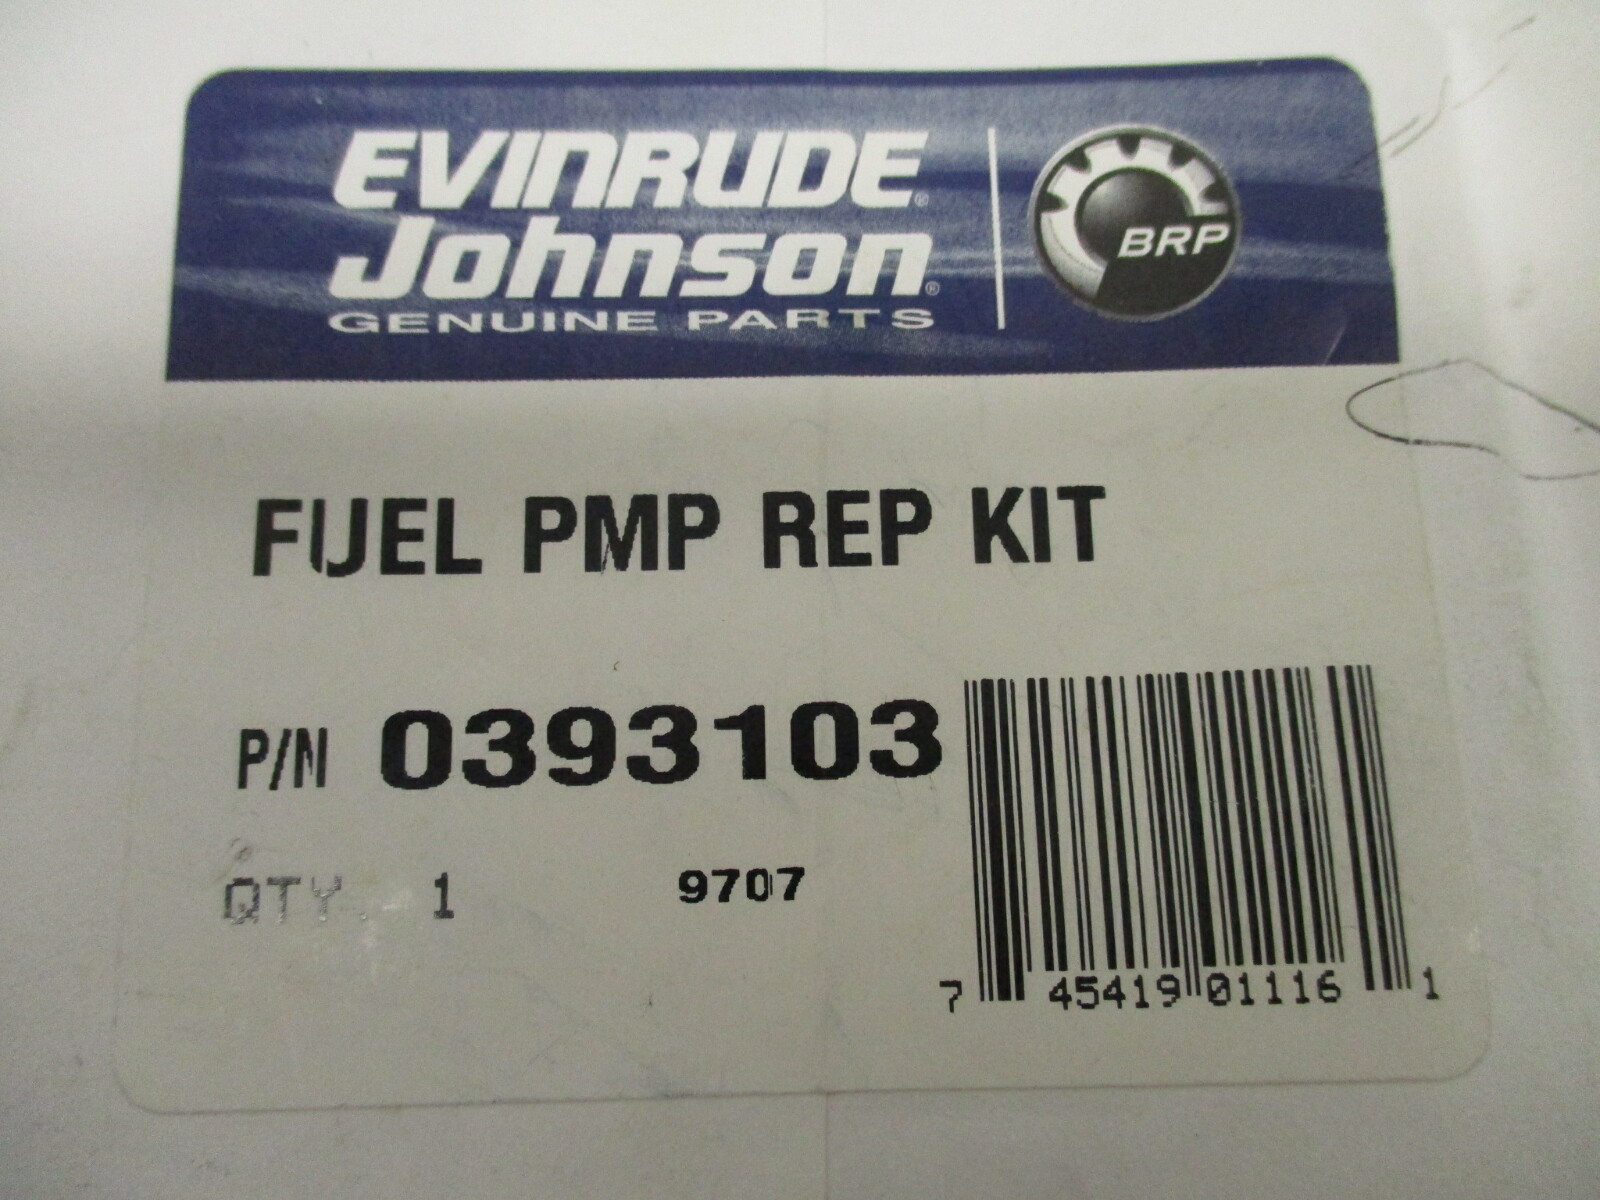 EVINRUDE®
Johnson®
GENUINE PARTS
BRP
FUEL PMP REP KIT
P/N 0393103
QTY. 1 9707
7 45419 01116 1